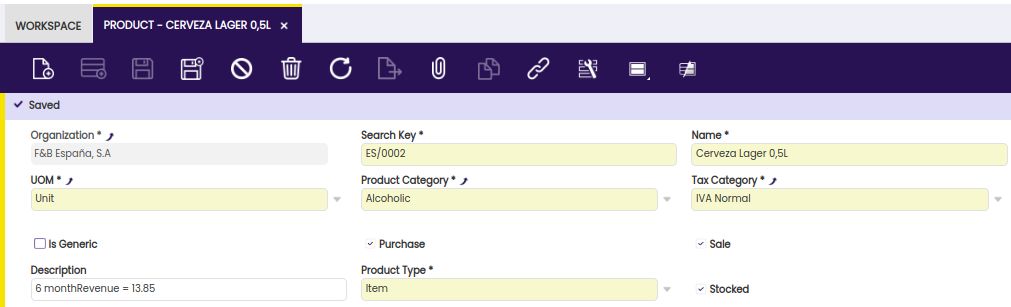 WORKSPACE
PRODUCT - CERVEZA LAGER 0,5L ×
Saved
Organization * Search Key * Name *
F&B España, S.A ES/0002 Cerveza Lager 0,5L
UOM * Product Category * Tax Category *
Unit Alcoholic IVA Normal
Is Generic Purchase Sale
Description Product Type *
6 monthRevenue = 13.85 Item Stocked